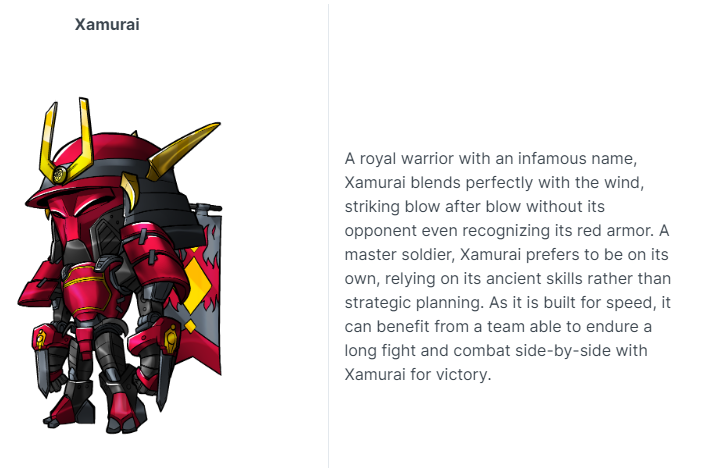 Xamurai
A royal warrior with an infamous name,
Xamurai blends perfectly with the wind,
striking blow after blow without its
opponent even recognizing its red armor. A
master soldier, Xamurai prefers to be on its
own, relying on its ancient skills rather than
strategic planning. As it is built for speed, it
can benefit from a team able to endure a
long fight and combat side-by-side with
Xamurai for victory.